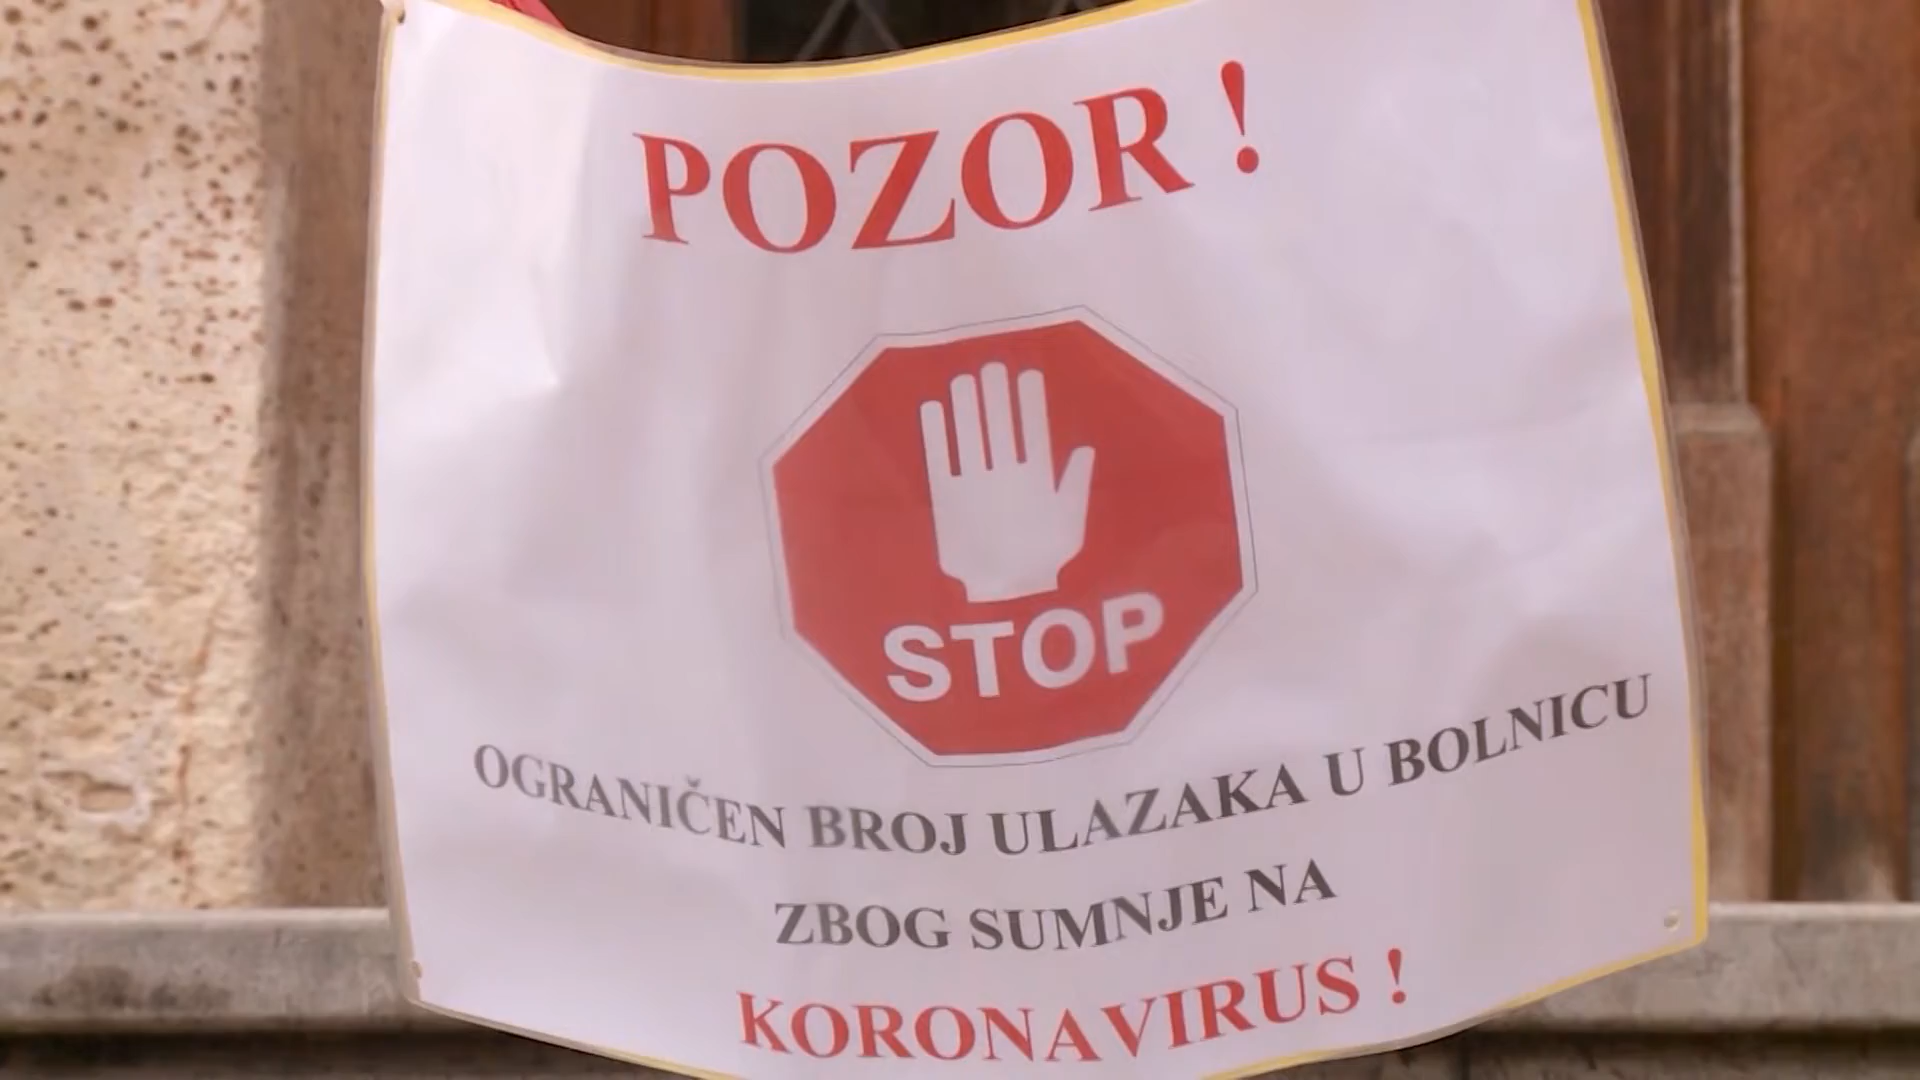 POZOR !
STOP
OGRANIČEN BROJ ULAZAKA U BOLNICU
ZBOG SUMNJE NA
KORONAVIRUS !